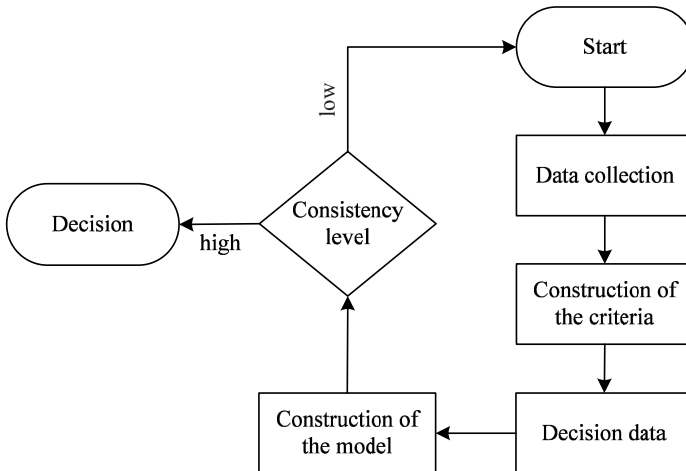 Start
low
Data collection
Consistency
level
Decision
high
Construction of
the criteria
Construction of
the model
Decision data